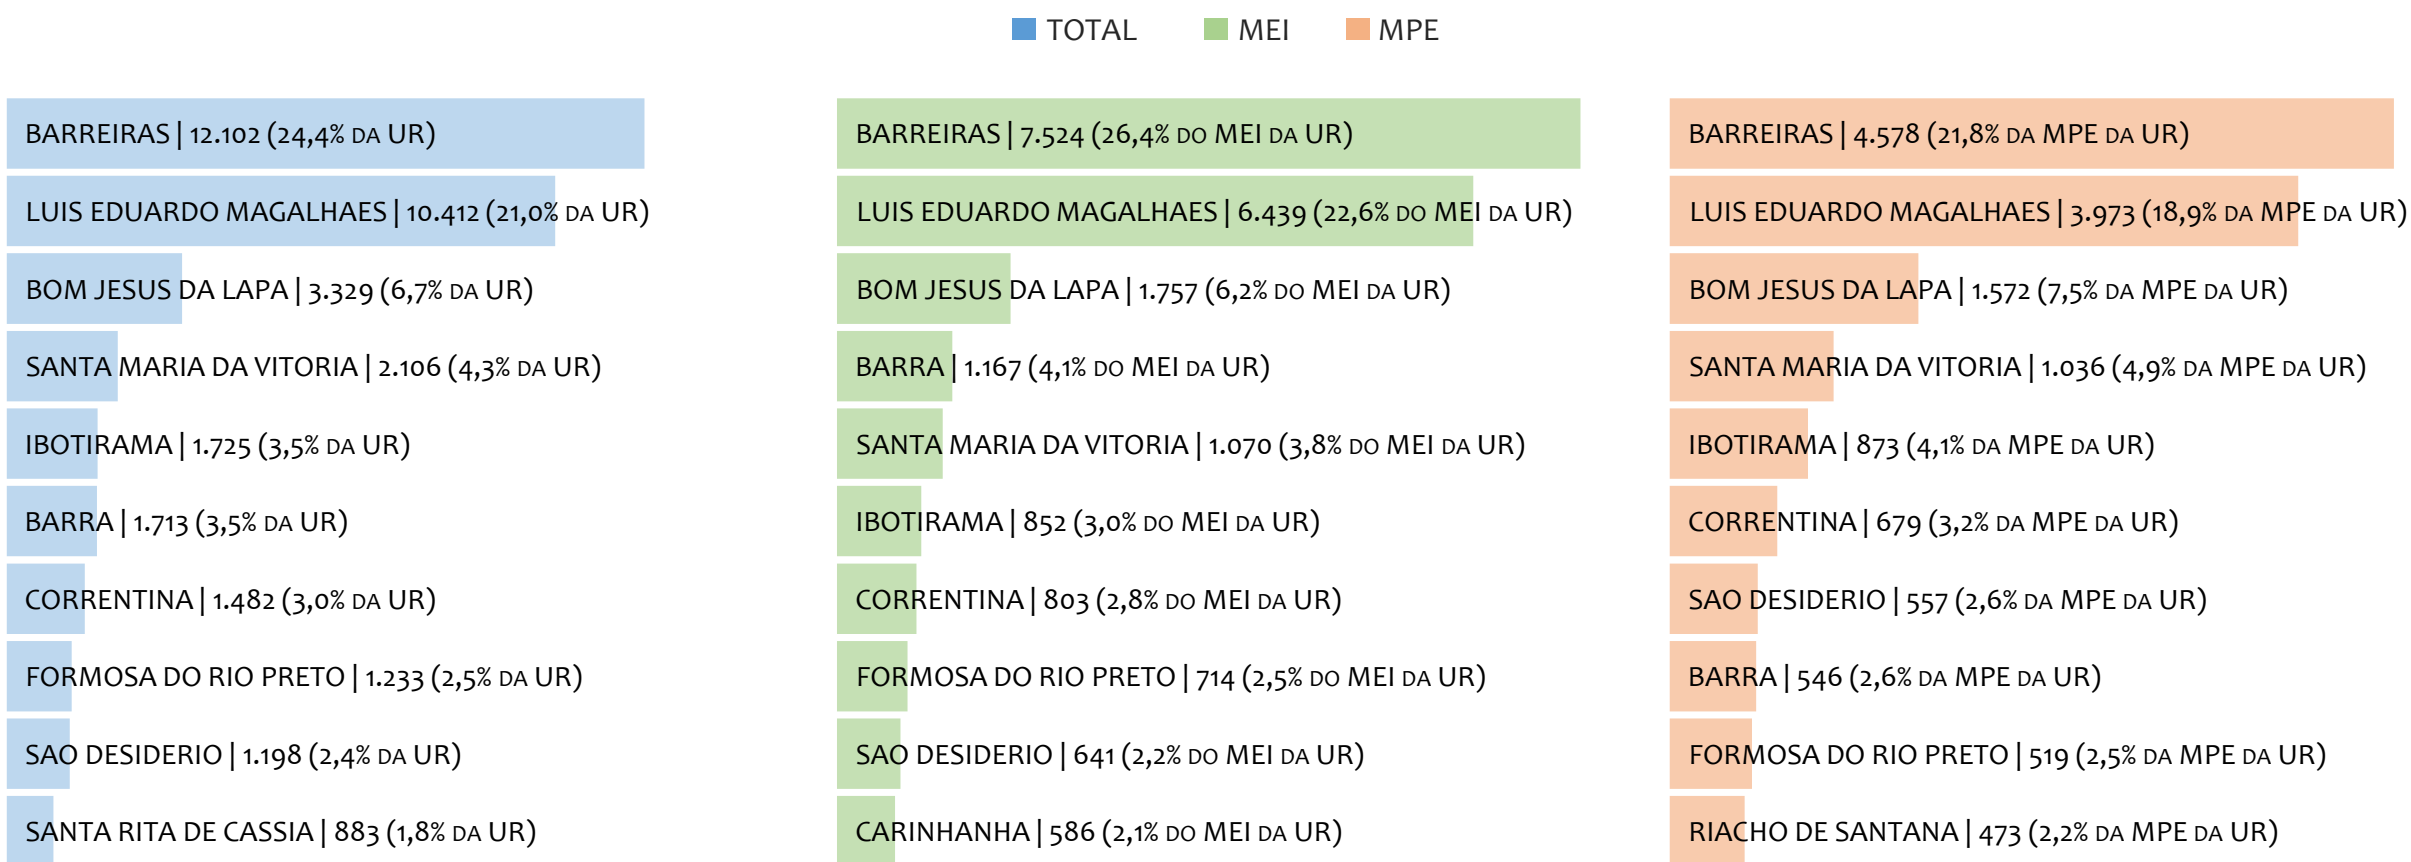 TOTAL MEI MPE
BARREIRAS | 12.102 (24,4% DA UR)
LUIS EDUARDO MAGALHAES | 10.412 (21,0% DA UR)
BOM JESUS DA LAPA | 3.329 (6,7% DA UR)
SANTA MARIA DA VITORIA | 2.106 (4,3% DA UR)
IBOTIRAMA | 1.725 (3,5% DA UR)
BARRA | 1.713 (3,5% DA UR)
CORRENTINA | 1.482 (3,0% DA UR)
FORMOSA DO RIO PRETO | 1.233 (2,5% DA UR)
SAO DESIDERIO | 1.198 (2,4% DA UR)
SANTA RITA DE CASSIA | 883 (1,8% DA UR)
BARREIRAS | 7.524 (26,4% DO MEI DA UR)
LUIS EDUARDO MAGALHAES | 6.439 (22,6% DO MEI DA UR)
BOM JESUS DA LAPA | 1.757 (6,2% DO MEI DA UR)
BARRA | 1.167 (4,1% DO MEI DA UR)
SANTA MARIA DA VITORIA | 1.070 (3,8% DO MEI DA UR)
IBOTIRAMA | 852 (3,0% DO MEI DA UR)
CORRENTINA | 803 (2,8% DO MEI DA UR)
FORMOSA DO RIO PRETO | 714 (2,5% DO MEI DA UR)
SAO DESIDERIO | 641 (2,2% DO MEI DA UR)
CARINHANHA | 586 (2,1% DO MEI DA UR)
BARREIRAS | 4.578 (21,8% DA MPE DA UR)
LUIS EDUARDO MAGALHAES | 3.973 (18,9% DA MPE DA UR)
BOM JESUS DA LAPA | 1.572 (7,5% DA MPE DA UR)
SANTA MARIA DA VITORIA | 1.036 (4,9% DA MPE DA UR)
IBOTIRAMA | 873 (4,1% DA MPE DA UR)
CORRENTINA | 679 (3,2% DA MPE DA UR)
SAO DESIDERIO | 557 (2,6% DA MPE DA UR)
BARRA | 546 (2,6% DA MPE DA UR)
FORMOSA DO RIO PRETO | 519 (2,5% DA MPE DA UR)
RIACHO DE SANTANA | 473 (2,2% DA MPE DA UR)